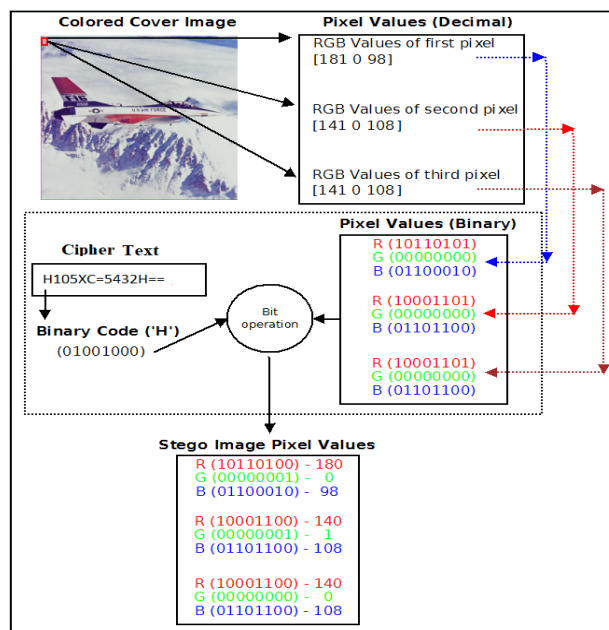 Colored Cover Image
Pixel Values (Decimal)
RGB Values of first pixel
[181 0 98]
RGB Values of second pixel
[141 0 108]
RGB Values of third pixel
[141 0 108]
U.S. AIR FORCE
Pixel Values (Binary)
R (10110101)
G (00000000)
B (01100010)
R (10001101)
G (00000000)
B (01101100)
R (10001101)
G (00000000)
B (01101100)
Cipher Text
H105XC=5432H==
Binary Code ('H')
(01001000)
Bit
operation
Stego Image Pixel Values
R (10110100) - 180
G (00000001) - 0
B (01100010) - 98
R (10001100) - 140
G (00000001) - 1
B (01101100) - 108
R (10001100) - 140
G (00000000) - 0
B (01101100) - 108